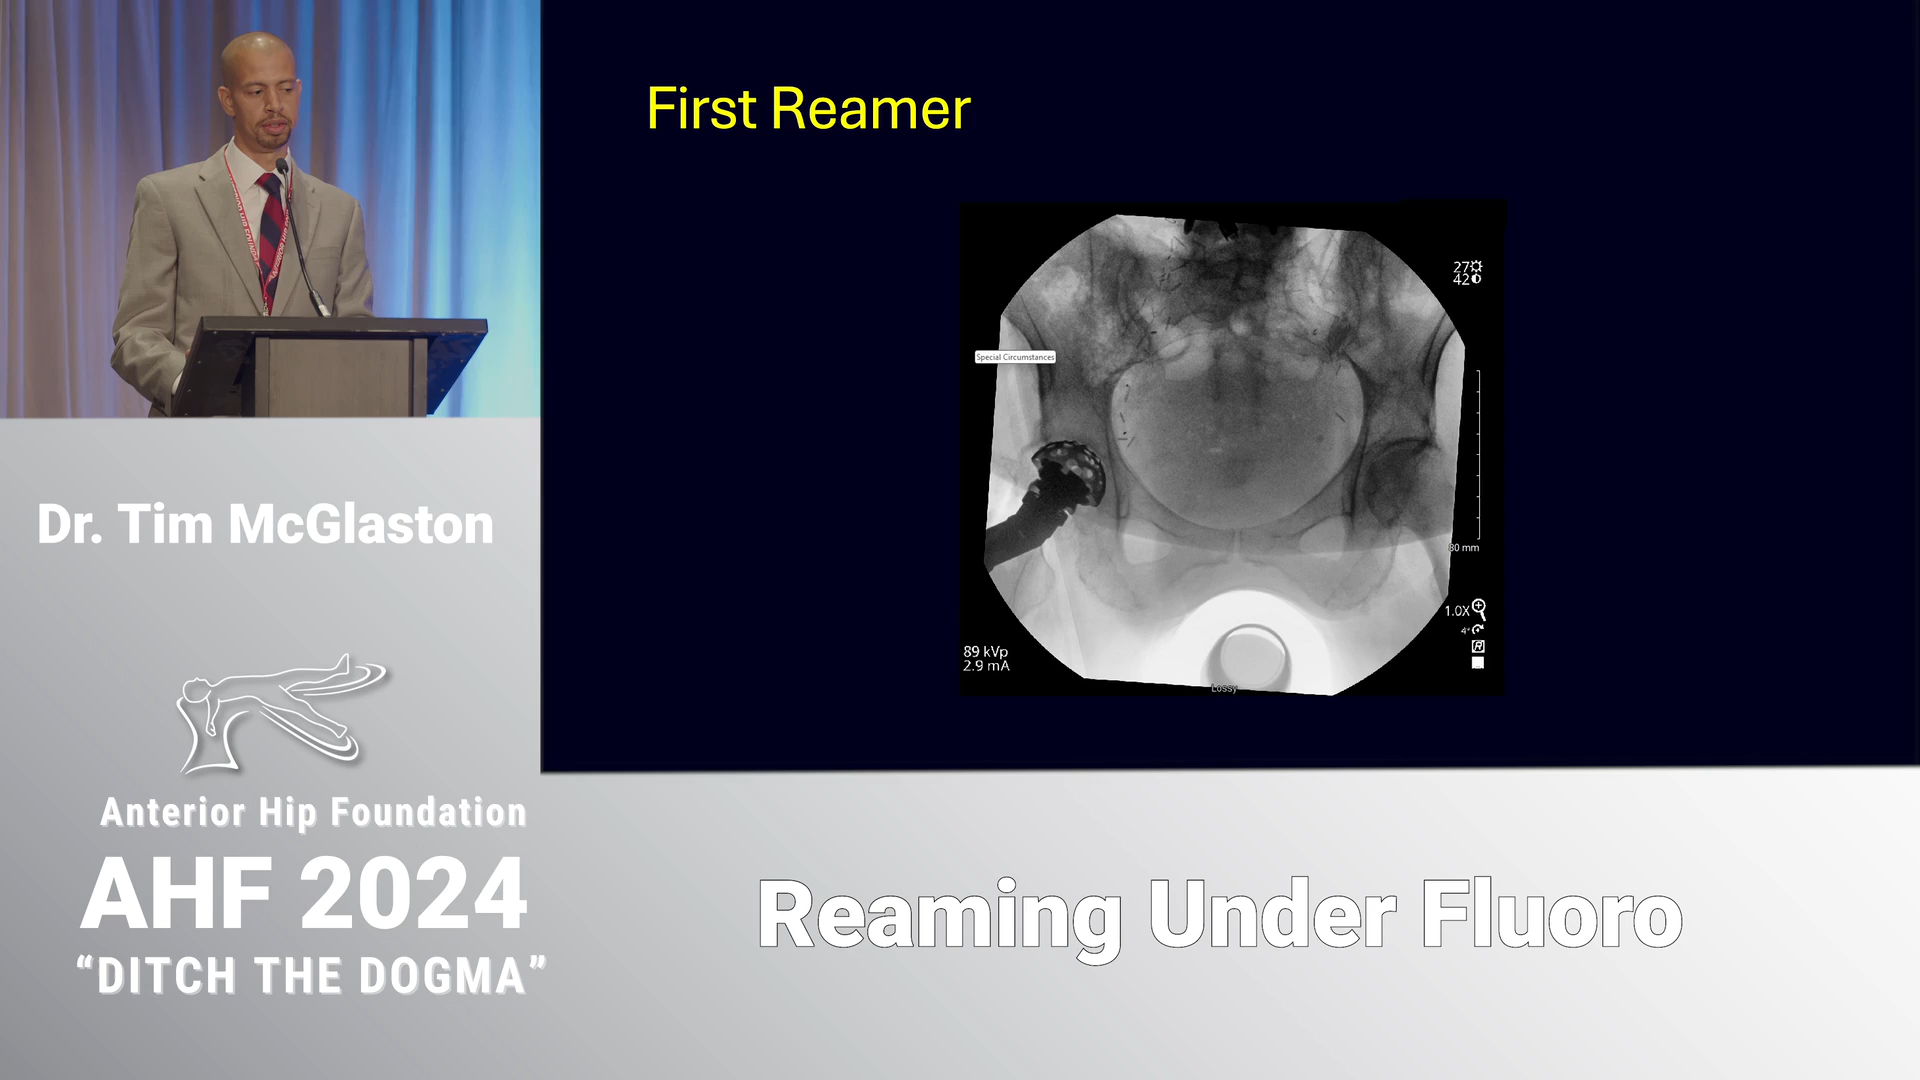 First Reamer
27
42
Special Circumstances
80 mm
1.0X
4°
R
89 kVp
2.9 mA
Lossy
Dr. Tim McGlaston
Anterior Hip Foundation
AHF 2024
“DITCH THE DOGMA”
Reaming Under Fluoro